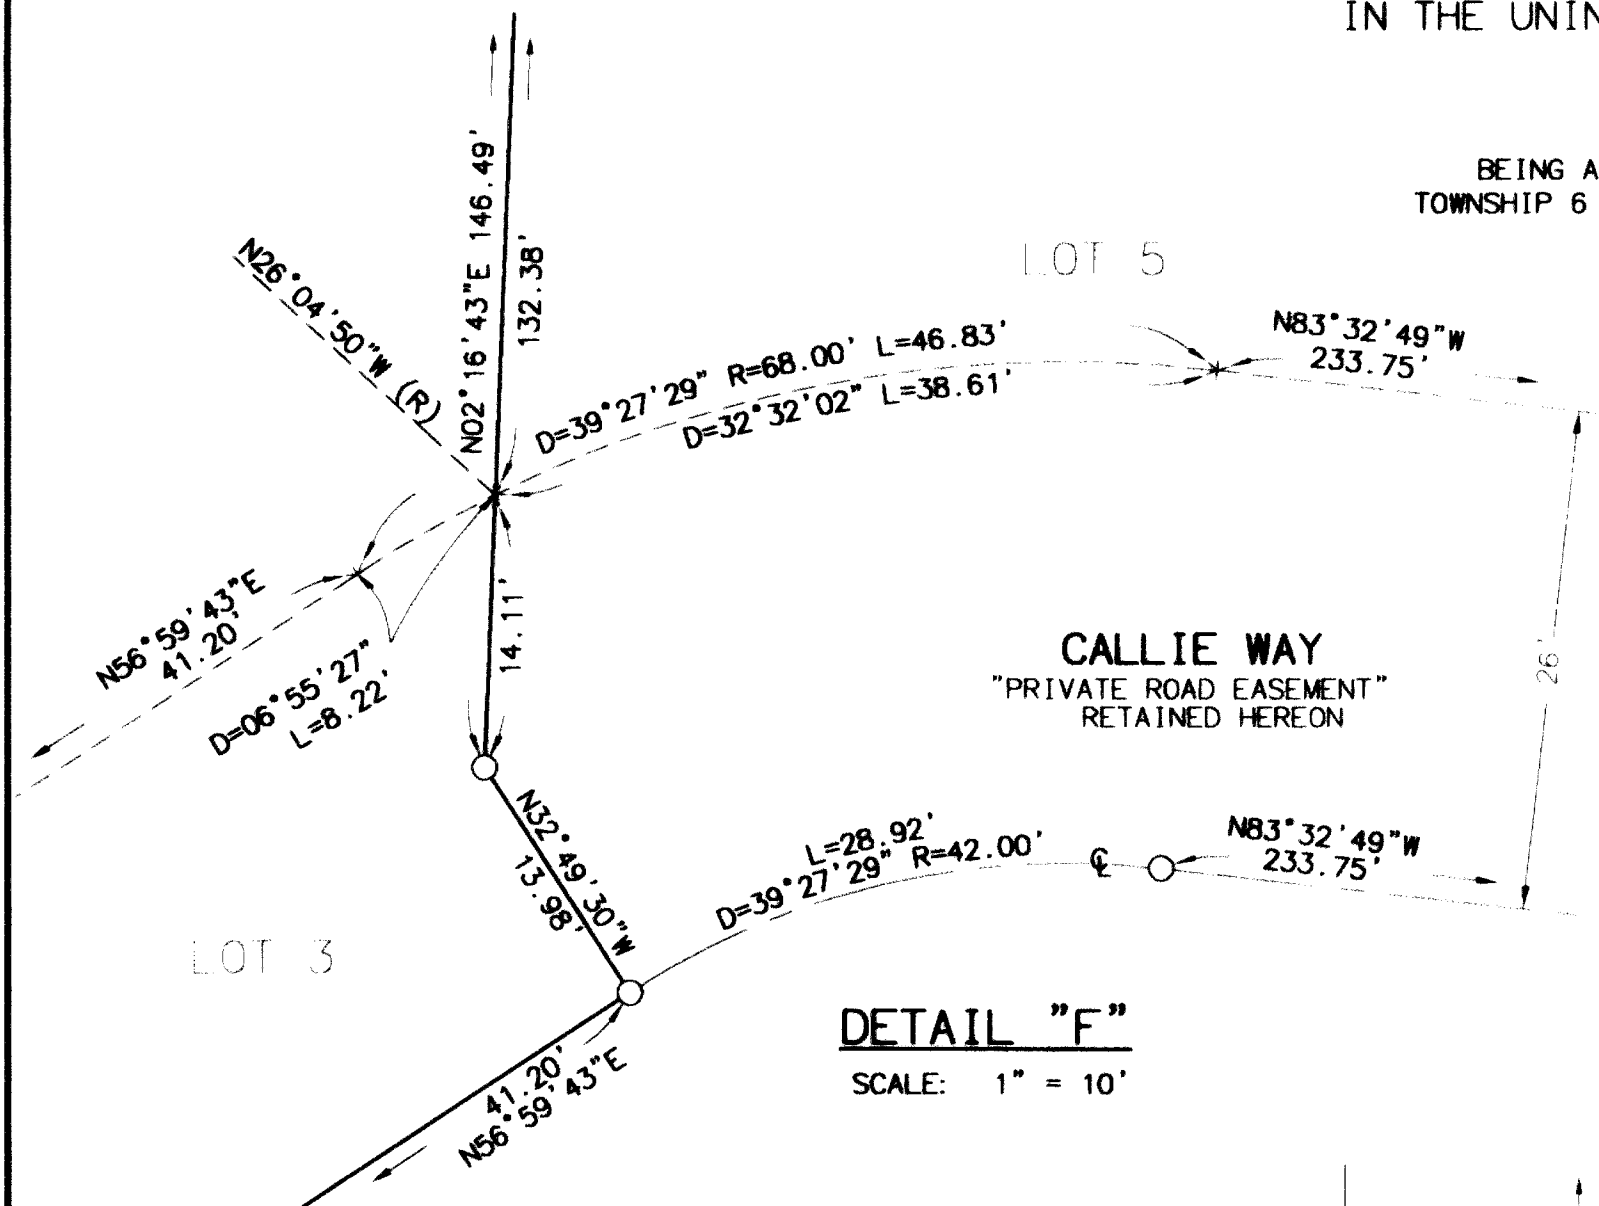 IN THE UNIN
BEING A
TOWNSHIP 6
LOT 5
N02°16'43"E 146.49'
132.38'
N26°04'50"W (R)
D=39°27'29" R=68.00' L=46.83'
D=32°32'02" L=38.61'
N83°32'49"W
233.75'
N56°59'43"E
41.20'
D=06°55'27"
L=8.22'
14.11'
CALLIE WAY
"PRIVATE ROAD EASEMENT"
RETAINED HEREON
26'
N32°49'30"W
13.98'
L=28.92'
D=39°27'29" R=42.00'
℄
N83°32'49"W
233.75'
LOT 3
41.20'
N56°59'43"E
DETAIL "F"
SCALE: 1" = 10'